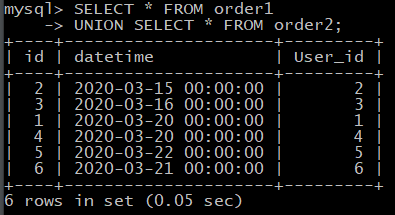 mysql> SELECT * FROM order1
    -> UNION SELECT * FROM order2;
+----+---------------------+---------+
| id | datetime            | User_id |
+----+---------------------+---------+
|  2 | 2020-03-15 00:00:00 |       2 |
|  3 | 2020-03-16 00:00:00 |       3 |
|  1 | 2020-03-20 00:00:00 |       1 |
|  4 | 2020-03-20 00:00:00 |       4 |
|  5 | 2020-03-22 00:00:00 |       5 |
|  6 | 2020-03-21 00:00:00 |       6 |
+----+---------------------+---------+
6 rows in set (0.05 sec)